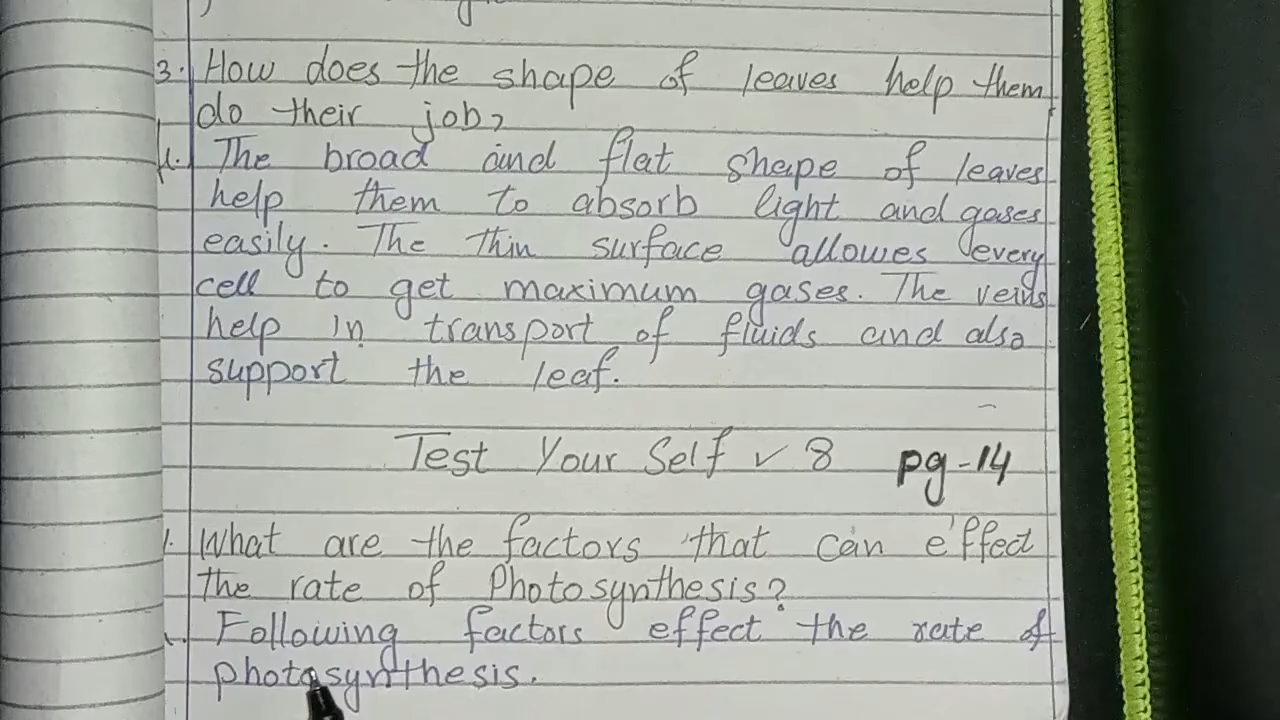 3. How does the shape of leaves help them
do their job?
The broad and flat shape of leaves
help them to absorb light and gases
easily. The thin surface allowes every
cell to get maximum gases. The veins
help in transport of fluids and also
support the leaf.
Test Your Self ✓ 8 pg-14
1. What are the factors that can effect
the rate of Photosynthesis?
Following factors effect the rate of
photosynthesis.